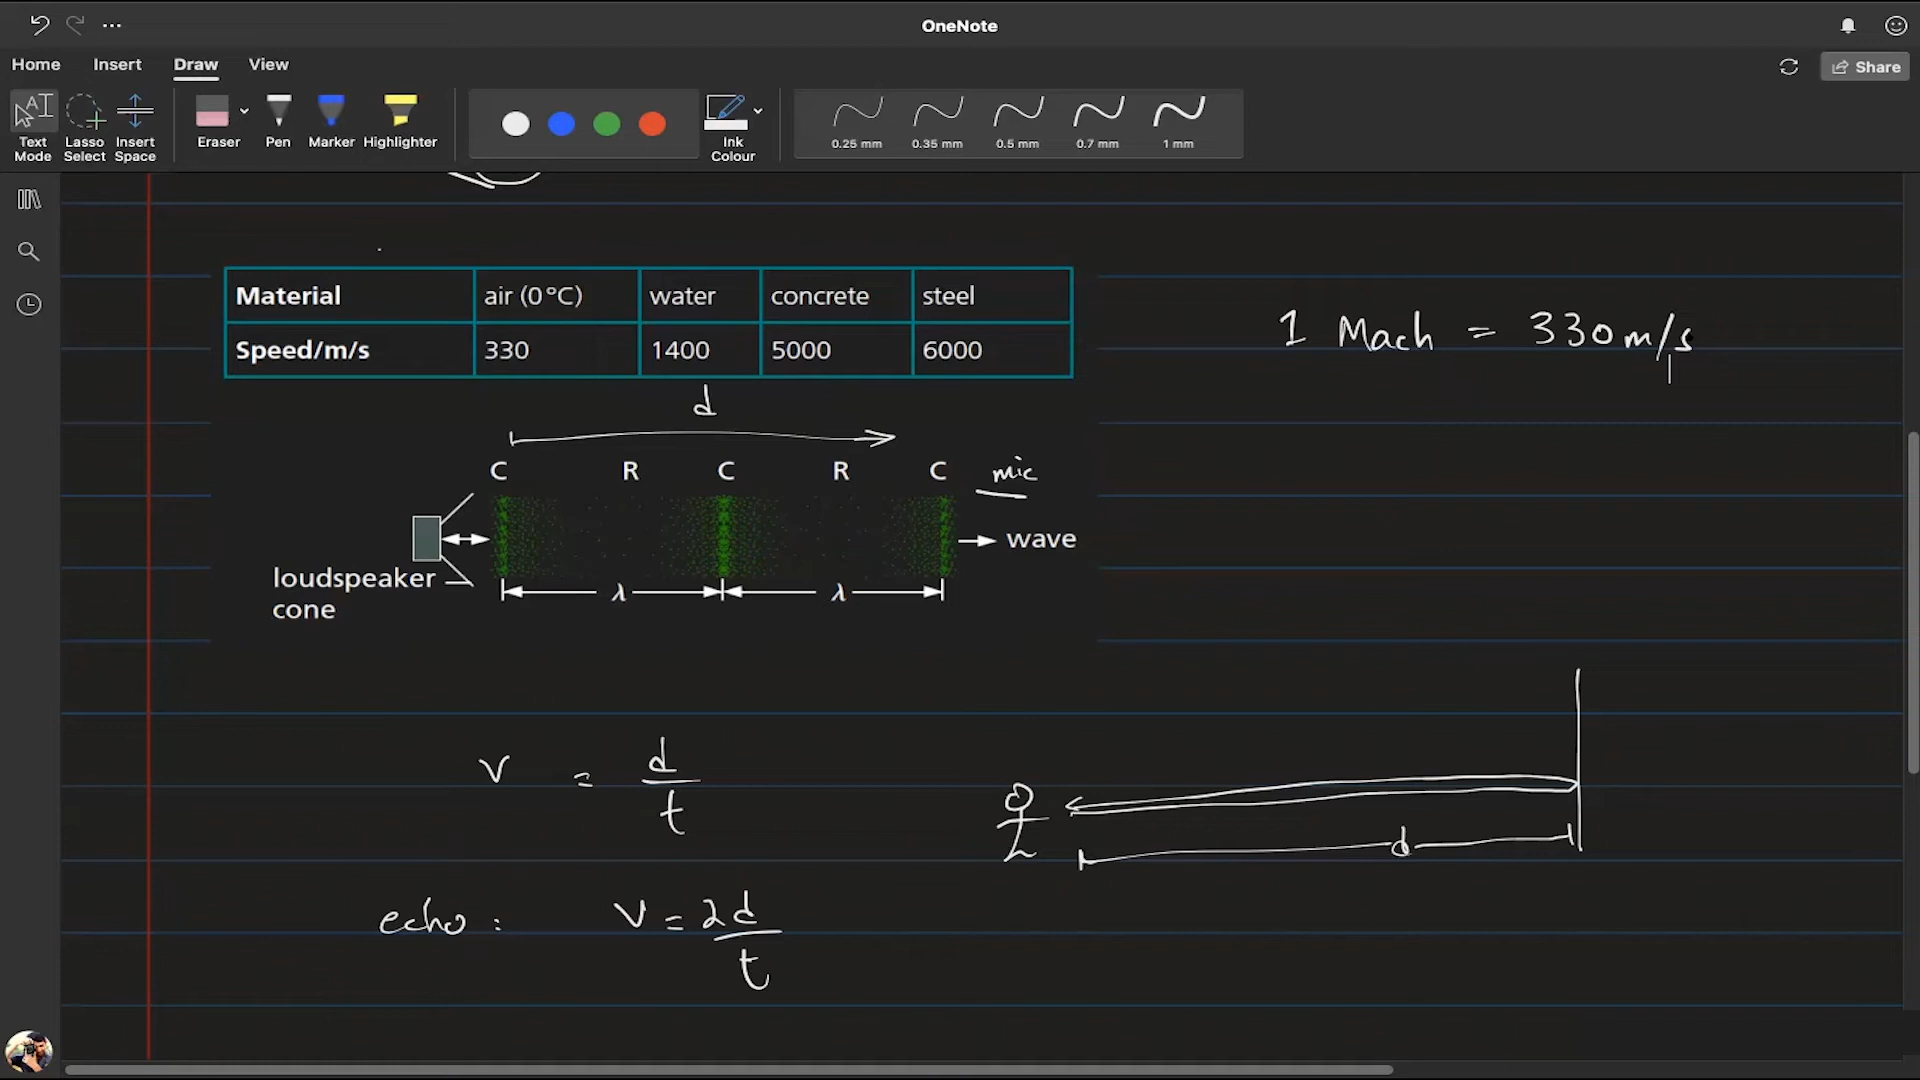 OneNote
Home Insert Draw View
Share
Text Mode
Lasso Select
Insert Space
Eraser
Pen
Marker
Highlighter
Ink Colour
0.25 mm
0.35 mm
0.5 mm
0.7 mm
1 mm
Material air (0°C) water concrete steel
Speed/m/s 330 1400 5000 6000
1 Mach = 330 m/s
d
C R C R C mic
wave
loudspeaker cone
λ λ
v = d/t
d
echo : v = 2d/t